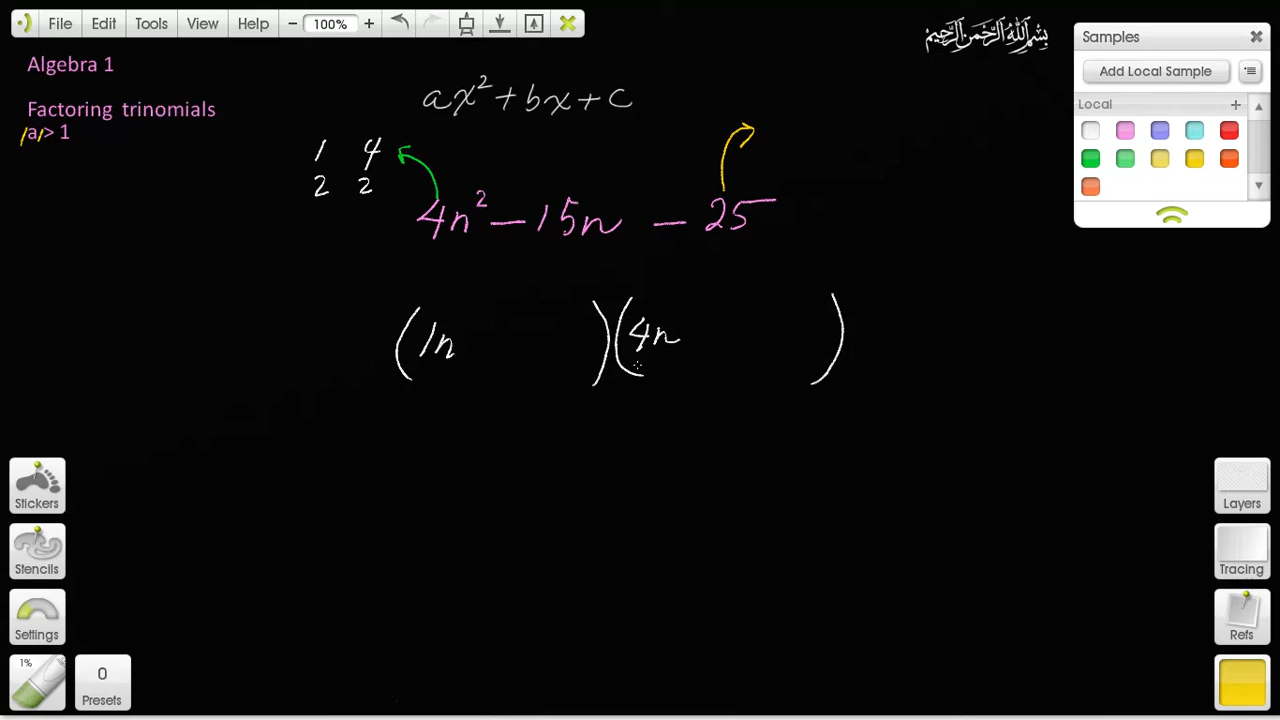 File Edit Tools View Help − 100% +
بسم الله الرحمن الرحيم
Samples
Algebra 1
Add Local Sample
ax² + bx + c
Local
Factoring trinomials
|a| > 1
1 4
2 2
4n² − 15n − 25
(1n )(4n )
Stickers
Layers
Stencils
Tracing
Settings
Refs
1%
0
Presets